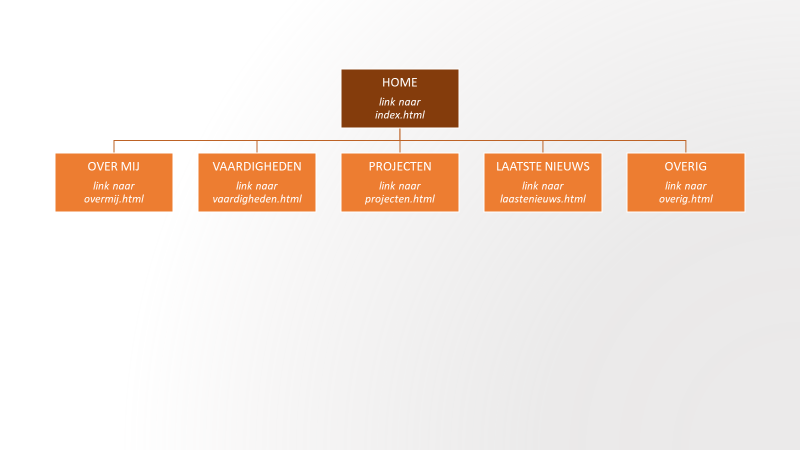 HOME
link naar
index.html
OVER MIJ
link naar
overmij.html
VAARDIGHEDEN
link naar
vaardigheden.html
PROJECTEN
link naar
projecten.html
LAATSTE NIEUWS
link naar
laastenieuws.html
OVERIG
link naar
overig.html